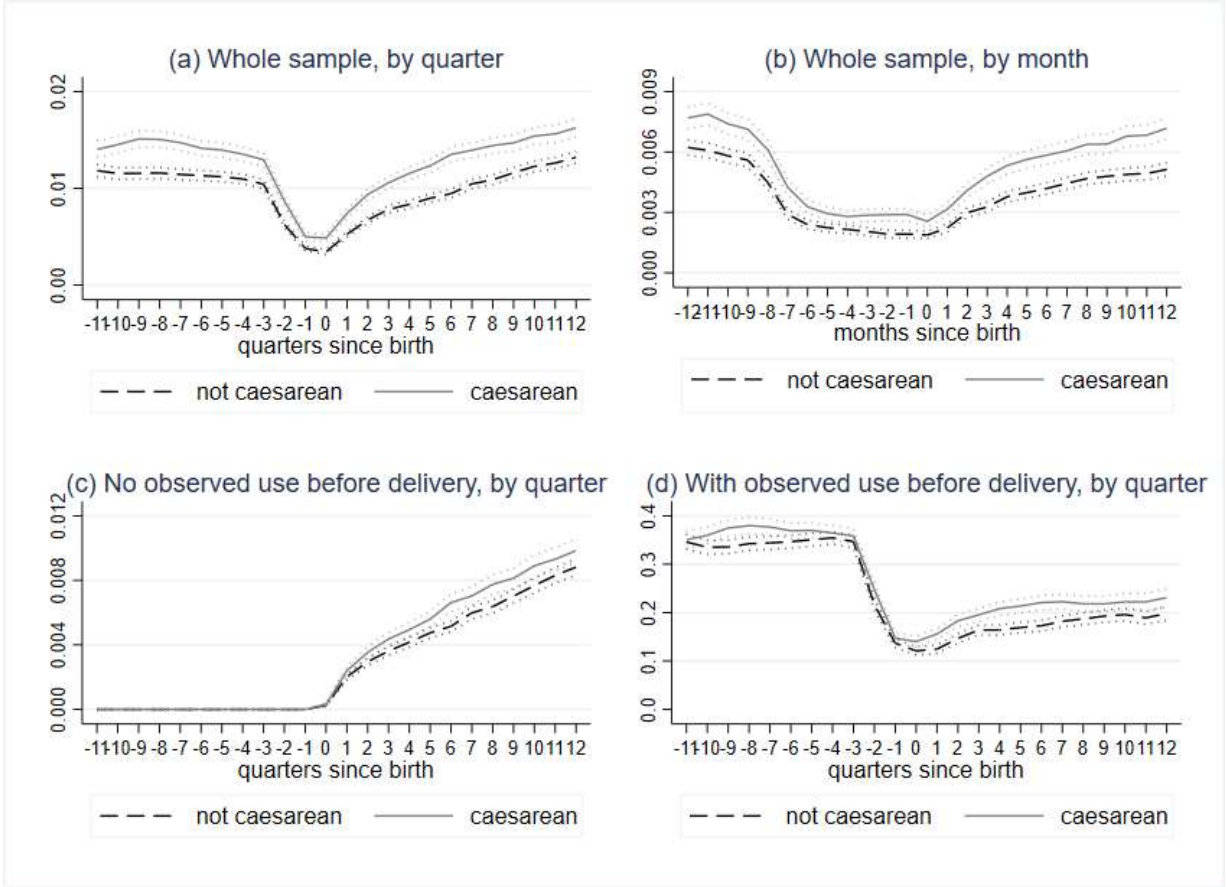 (a) Whole sample, by quarter
0.02
0.01
0.00
-11-10-9 -8 -7 -6 -5 -4 -3 -2 -1 0 1 2 3 4 5 6 7 8 9 10 11 12
quarters since birth
not caesarean caesarean
(b) Whole sample, by month
0.009
0.006
0.003
0.000
-1211-10-9 -8 -7 -6 -5 -4 -3 -2 -1 0 1 2 3 4 5 6 7 8 9 10 11 12
months since birth
not caesarean caesarean
(c) No observed use before delivery, by quarter
0.012
0.008
0.004
0.000
-11-10-9 -8 -7 -6 -5 -4 -3 -2 -1 0 1 2 3 4 5 6 7 8 9 10 11 12
quarters since birth
not caesarean caesarean
(d) With observed use before delivery, by quarter
0.4
0.3
0.2
0.1
0.0
-11-10-9 -8 -7 -6 -5 -4 -3 -2 -1 0 1 2 3 4 5 6 7 8 9 10 11 12
quarters since birth
not caesarean caesarean